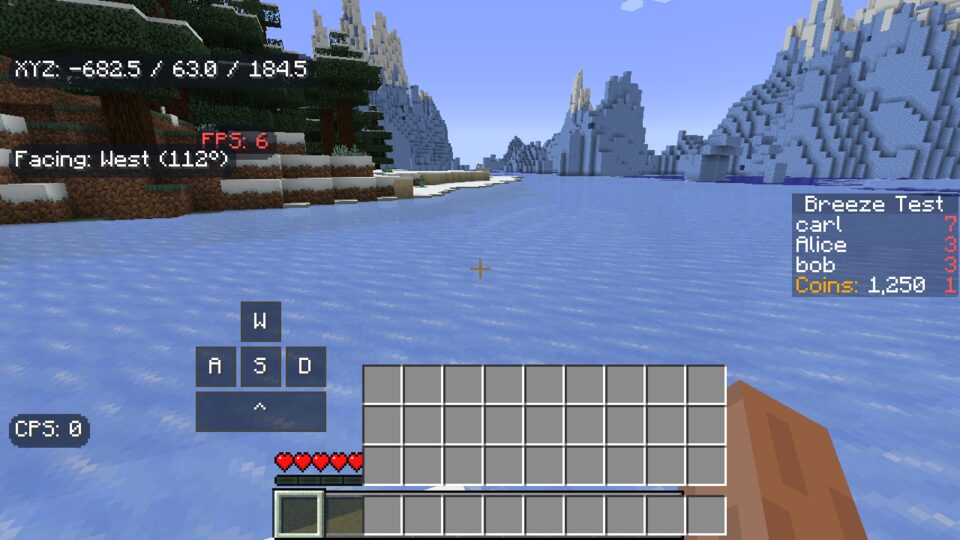 XYZ: -682.5 / 63.0 / 184.5
FPS: 6
Facing: West (112°)
Breeze Test
carl 7
Alice 3
bob 3
Coins: 1,250 1
W
A S D
^
CPS: 0